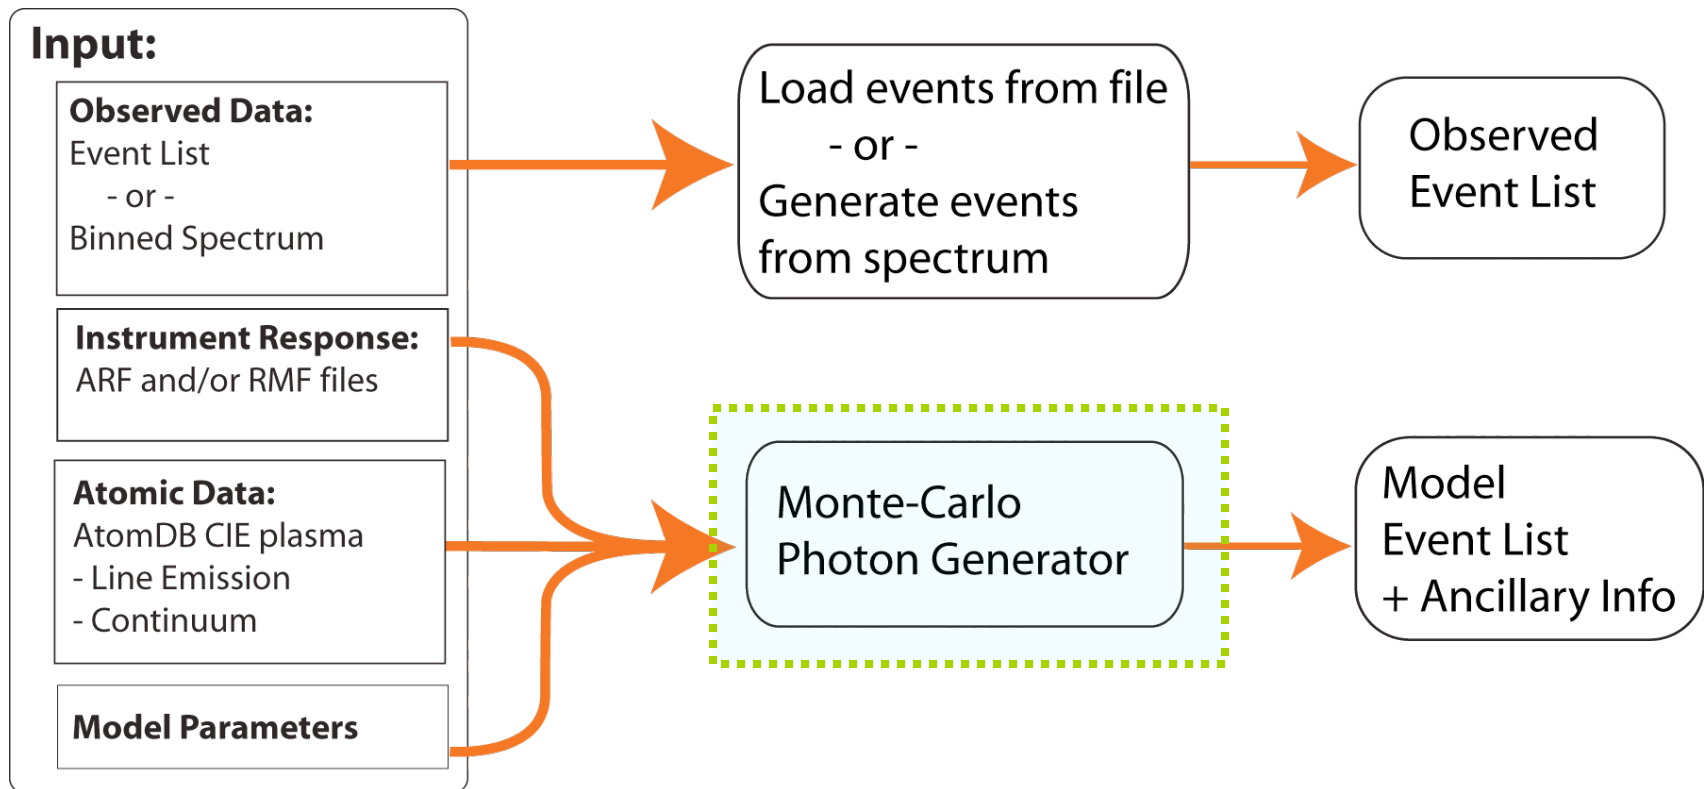 Input:
Observed Data:
Event List
- or -
Binned Spectrum
Instrument Response:
ARF and/or RMF files
Atomic Data:
AtomDB CIE plasma
- Line Emission
- Continuum
Model Parameters
Load events from file
- or -
Generate events
from spectrum
Observed
Event List
Monte-Carlo
Photon Generator
Model
Event List
+ Ancillary Info